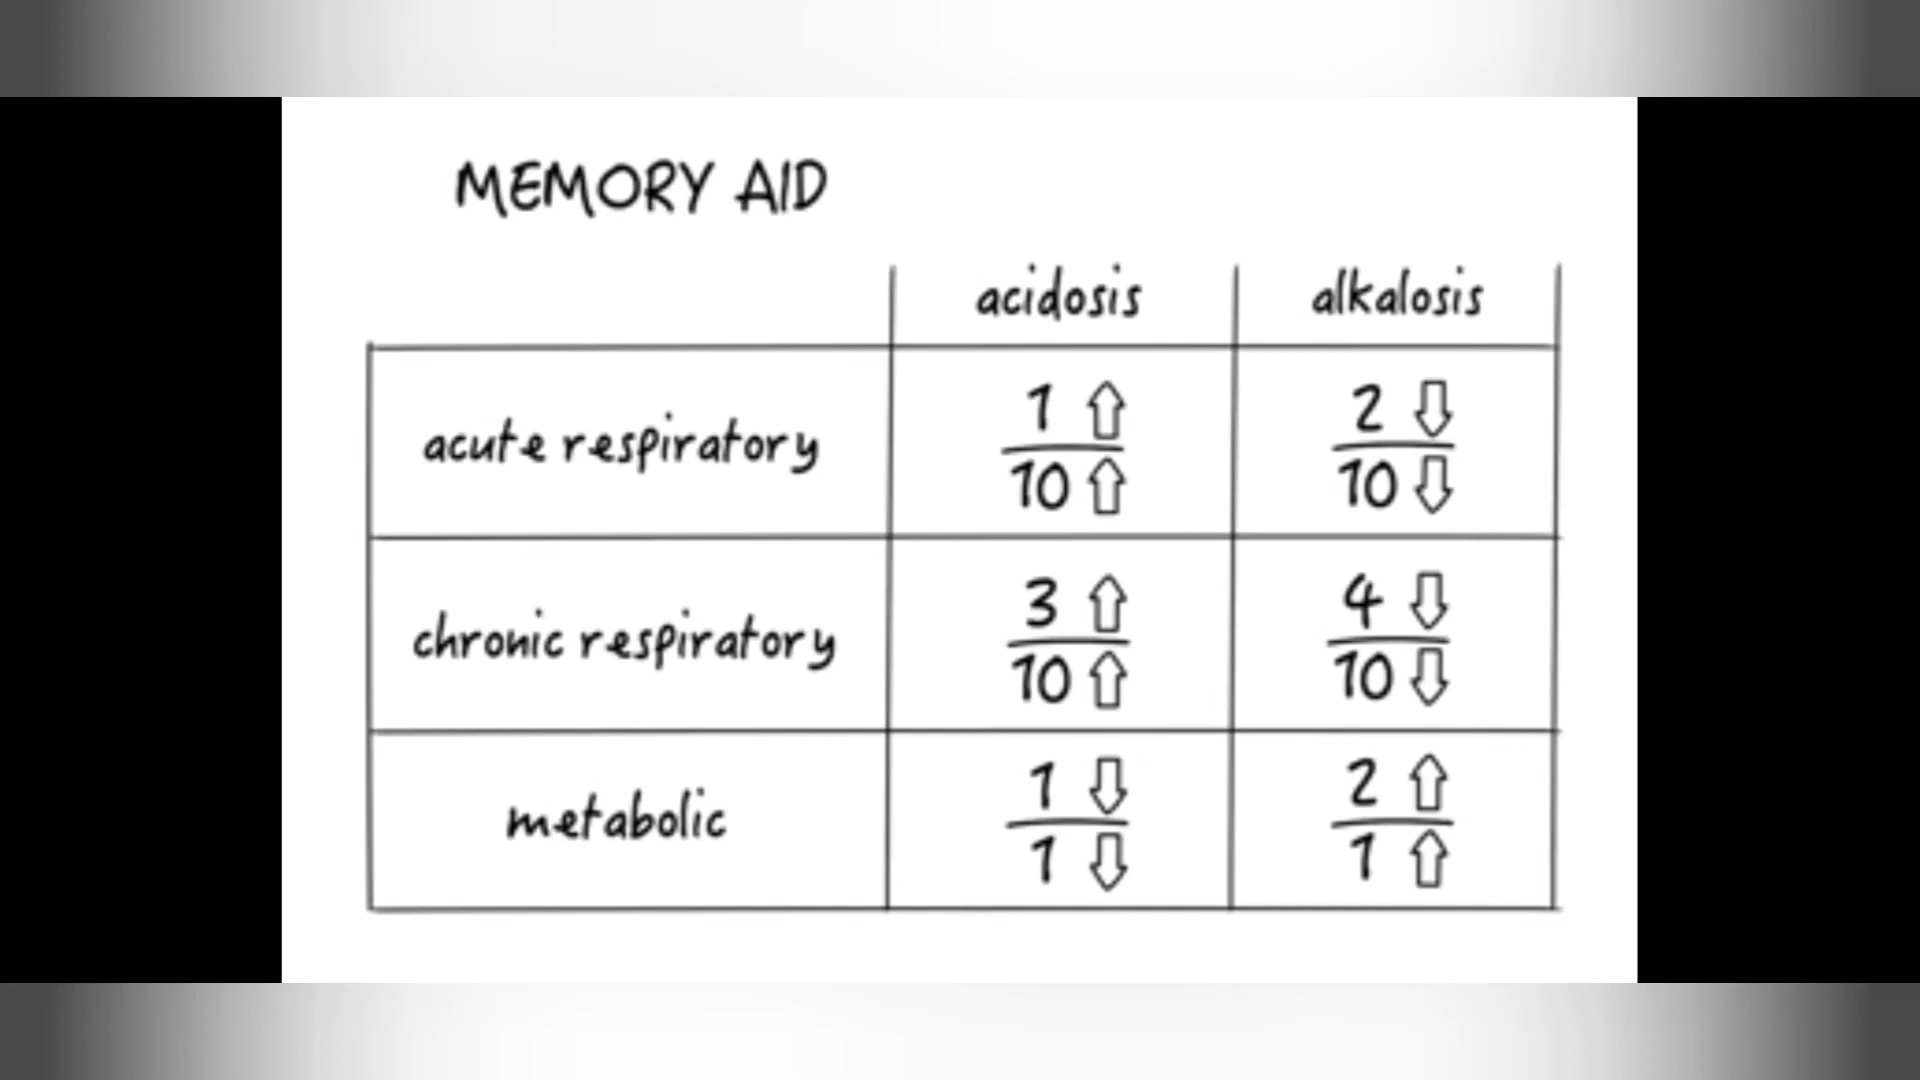 MEMORY AID
acidosis alkalosis
acute respiratory 1 ⇧ / 10 ⇧ 2 ⇩ / 10 ⇩
chronic respiratory 3 ⇧ / 10 ⇧ 4 ⇩ / 10 ⇩
metabolic 1 ⇩ / 1 ⇩ 2 ⇧ / 1 ⇧